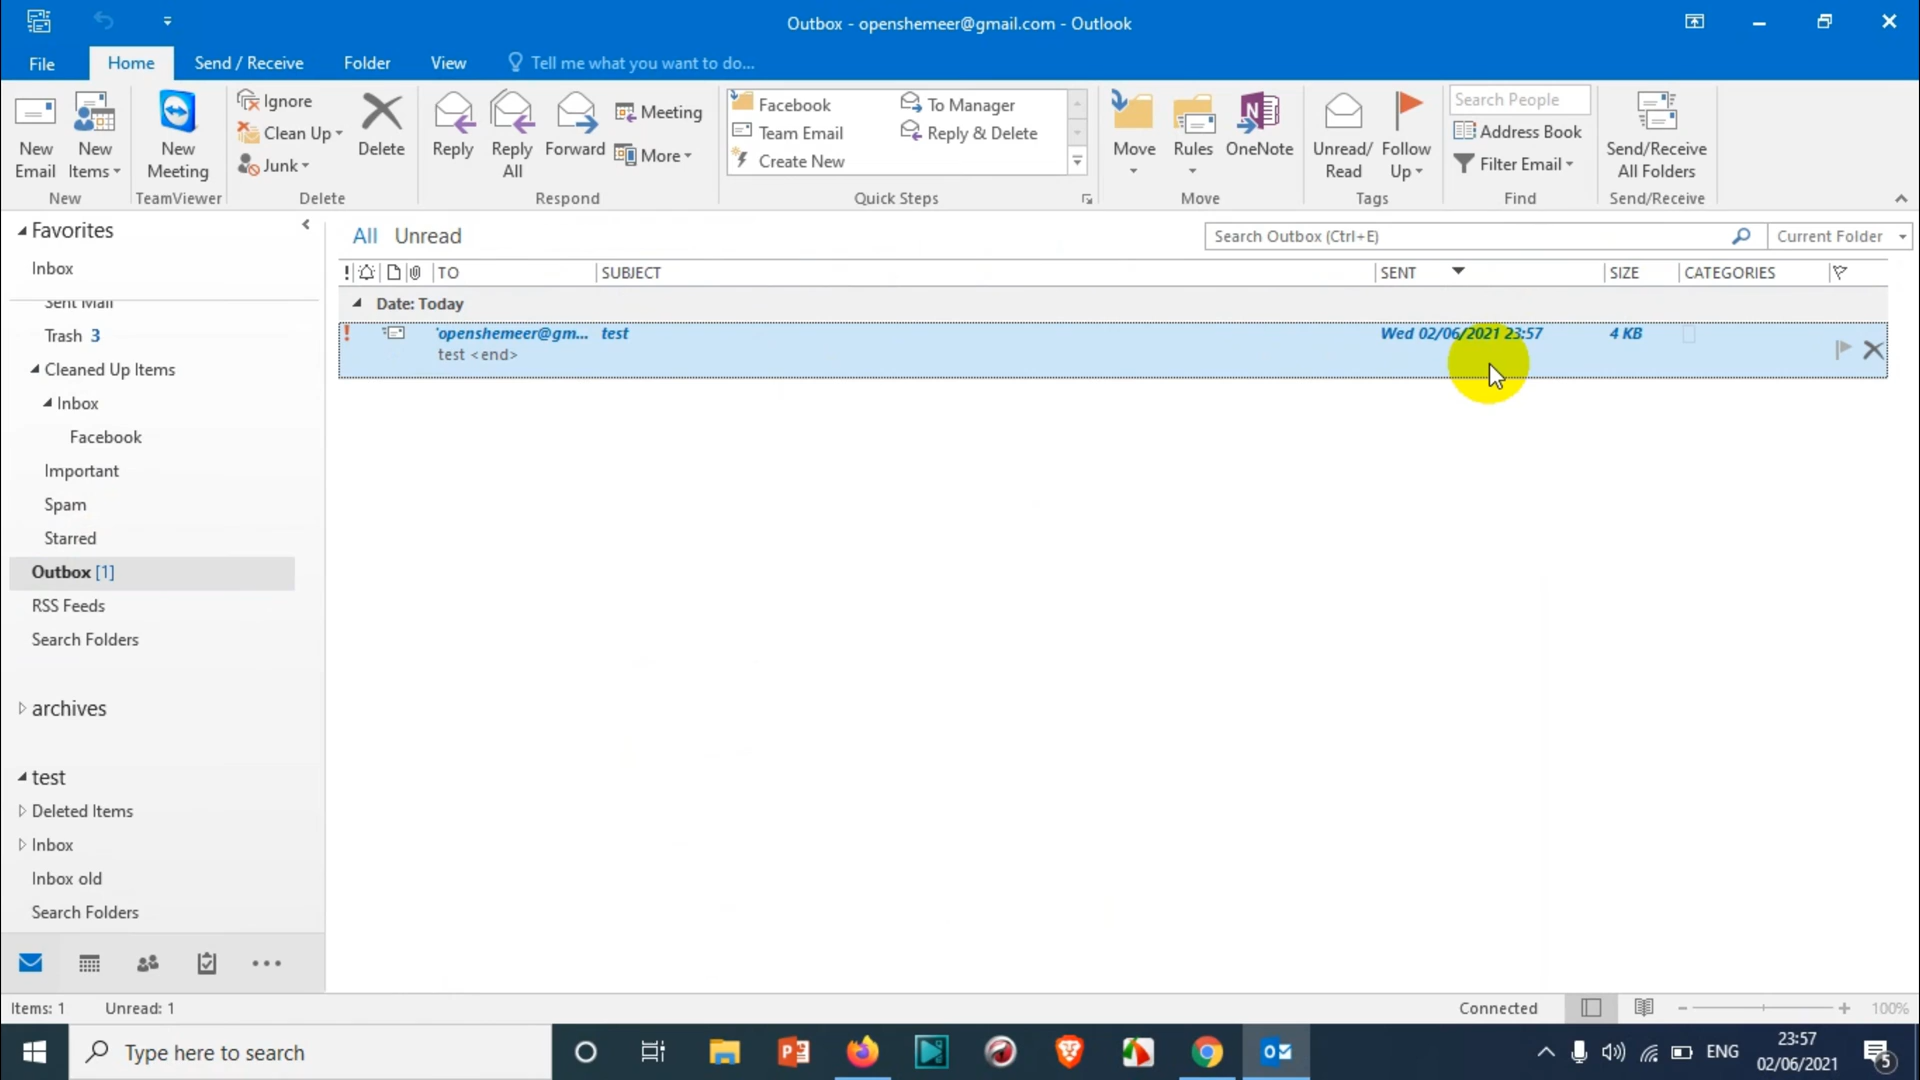 Outbox - openshemeer@gmail.com - Outlook
File Home Send / Receive Folder View Tell me what you want to do...
New Email
New Items
New
New Meeting
TeamViewer
Ignore
Clean Up
Junk
Delete
Delete
Reply
Reply All
Forward
Meeting
More
Respond
Facebook
Team Email
Create New
To Manager
Reply & Delete
Quick Steps
Move
Rules
OneNote
Move
Unread/ Read
Follow Up
Tags
Search People
Address Book
Filter Email
Find
Send/Receive All Folders
Send/Receive
Favorites
Inbox
Sent Mail
Trash 3
Cleaned Up Items
Inbox
Facebook
Important
Spam
Starred
Outbox [1]
RSS Feeds
Search Folders
archives
test
Deleted Items
Inbox
Inbox old
Search Folders
All Unread
Search Outbox (Ctrl+E) Current Folder
! TO SUBJECT SENT SIZE CATEGORIES
Date: Today
! 'openshemeer@gm... test Wed 02/06/2021 23:57 4 KB
test <end>
Items: 1 Unread: 1 Connected 100%
Type here to search
ENG
23:57
02/06/2021
5